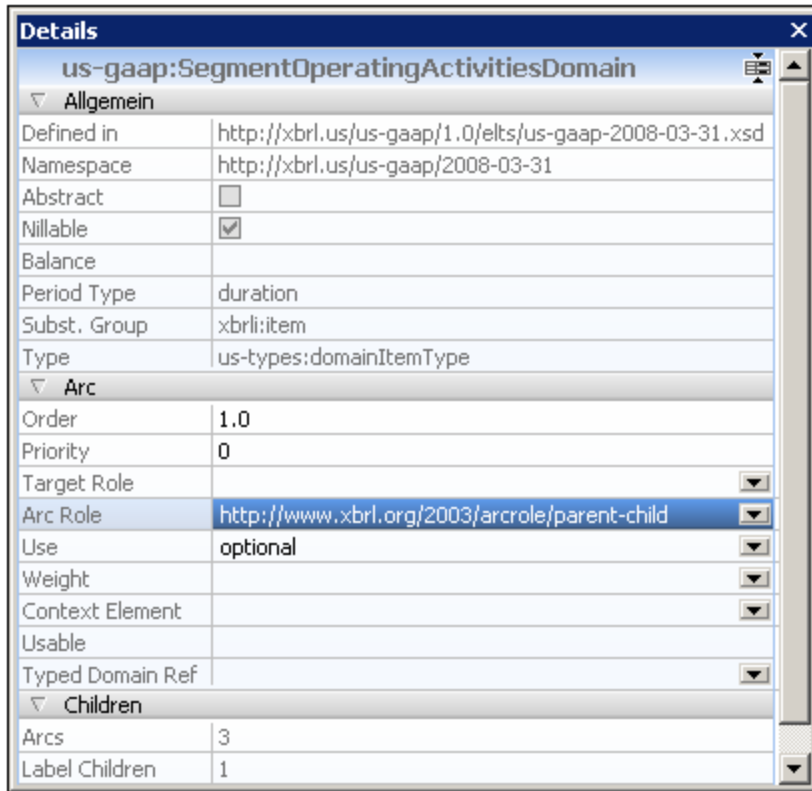 Details
us-gaap:SegmentOperatingActivitiesDomain
Allgemein
Defined in http://xbrl.us/us-gaap/1.0/elts/us-gaap-2008-03-31.xsd
Namespace http://xbrl.us/us-gaap/2008-03-31
Abstract
Nillable
Balance
Period Type duration
Subst. Group xbrli:item
Type us-types:domainItemType
Arc
Order 1.0
Priority 0
Target Role
Arc Role http://www.xbrl.org/2003/arcrole/parent-child
Use optional
Weight
Context Element
Usable
Typed Domain Ref
Children
Arcs 3
Label Children 1